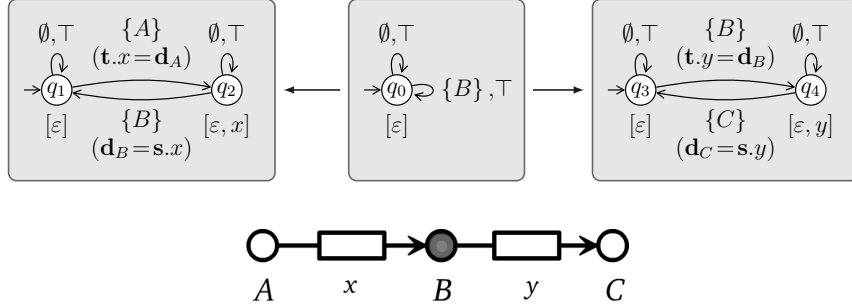 ∅,⊤ {A} ∅,⊤ ∅,⊤ ∅,⊤ {B} ∅,⊤
(t.x=d_A) (t.y=d_B)
q₁ q₂ q₀ {B},⊤ q₃ q₄
[ε] {B} [ε, x] [ε] [ε] {C} [ε, y]
(d_B=s.x) (d_C=s.y)
A x B y C